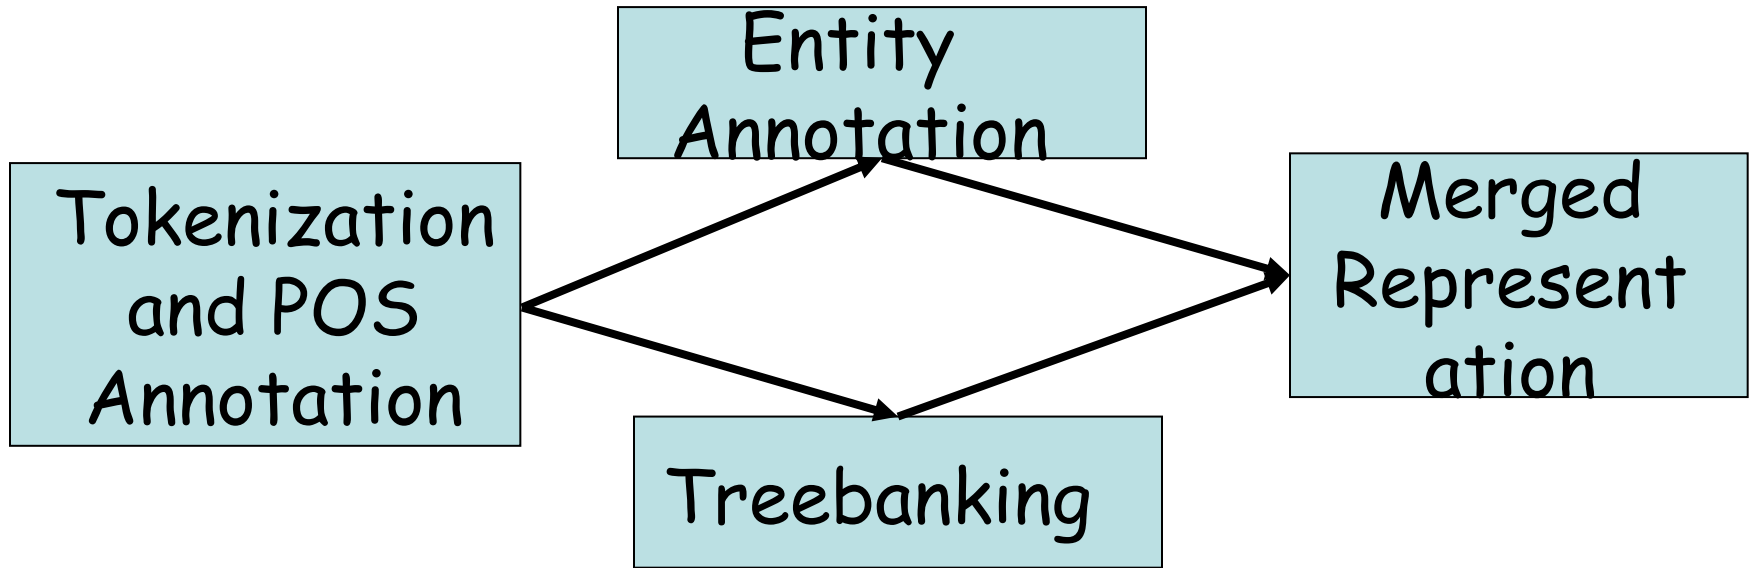 Entity
Annotation
Tokenization
and POS
Annotation
Merged
Represent
ation
Treebanking